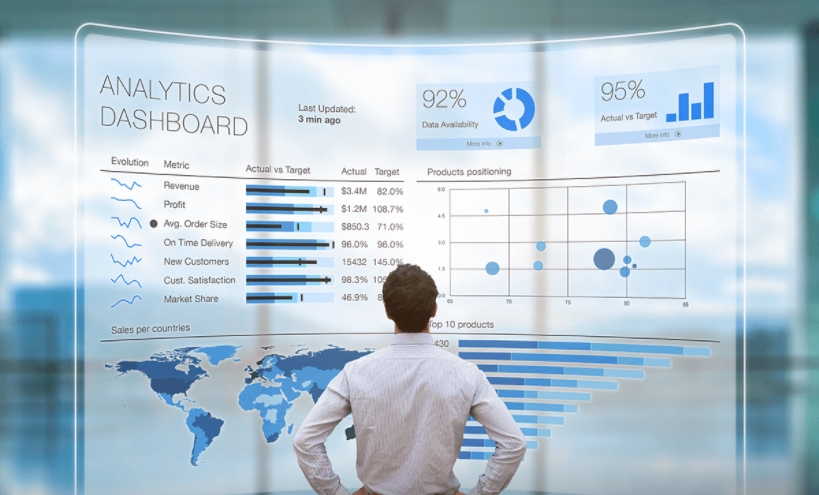 ANALYTICS
DASHBOARD
Last Updated:
3 min ago
92%
Data Availability
More info
95%
Actual vs Target
More info
Evolution Metric Actual vs Target Actual Target
Revenue $3.4M 82.0%
Profit $1.2M 108.7%
Avg. Order Size $850.3 71.0%
On Time Delivery 96.0% 96.0%
New Customers 15432 145.0%
Cust. Satisfaction 98.3%
Market Share 46.9%
Products positioning
6.0
4.5
3.0
1.5
65 70 75 80 85
Sales per countries
Top 10 products
430